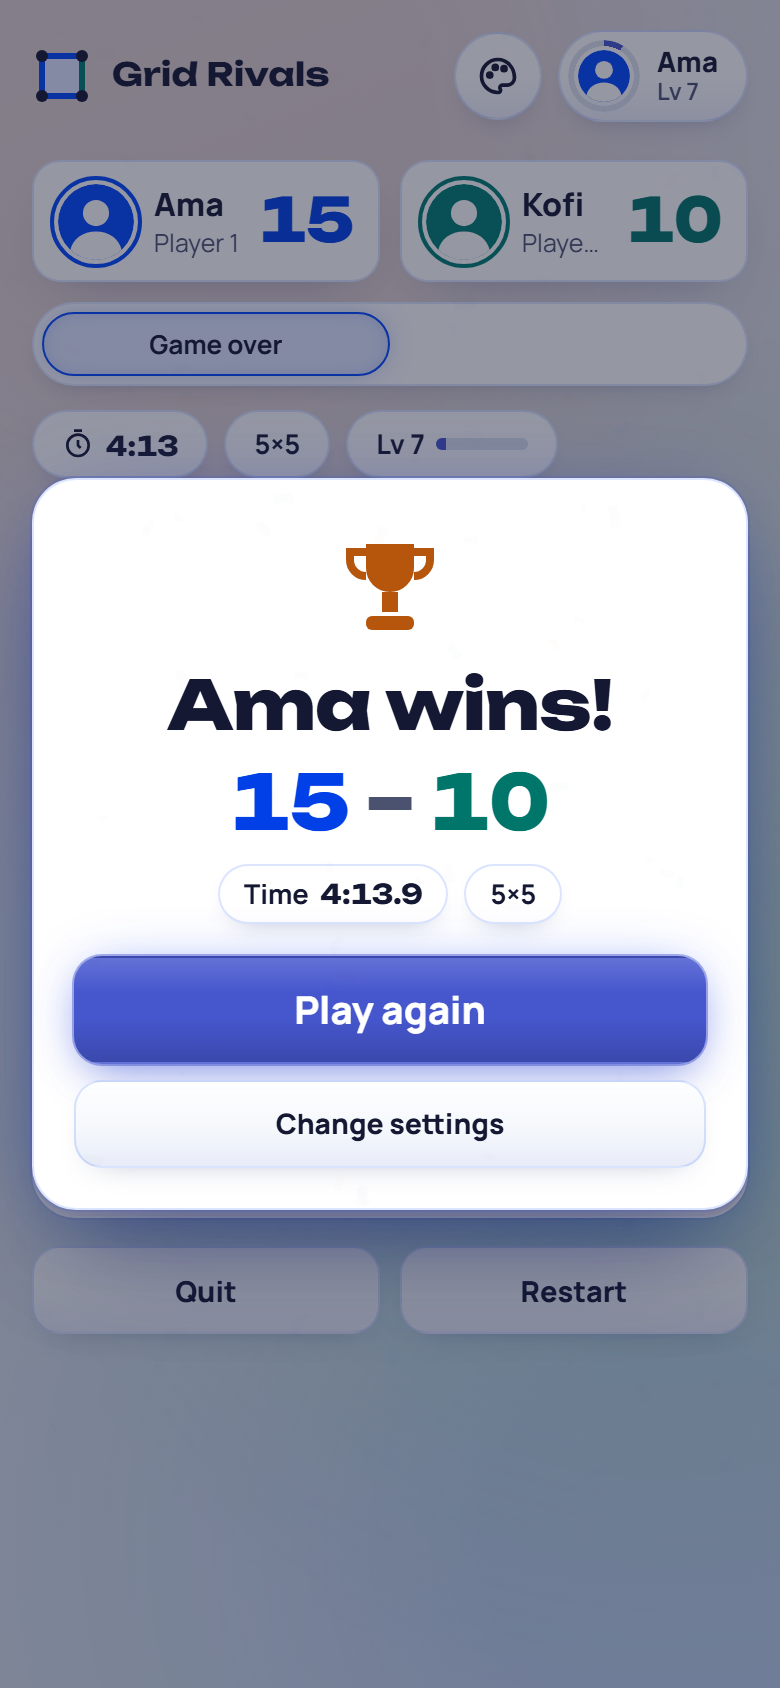 Grid Rivals
Ama
Lv 7
Ama
Player 1
15
Kofi
Playe...
10
Game over
4:13
5×5
Lv 7
Ama wins!
15 – 10
Time 4:13.9
5×5
Play again
Change settings
Quit
Restart